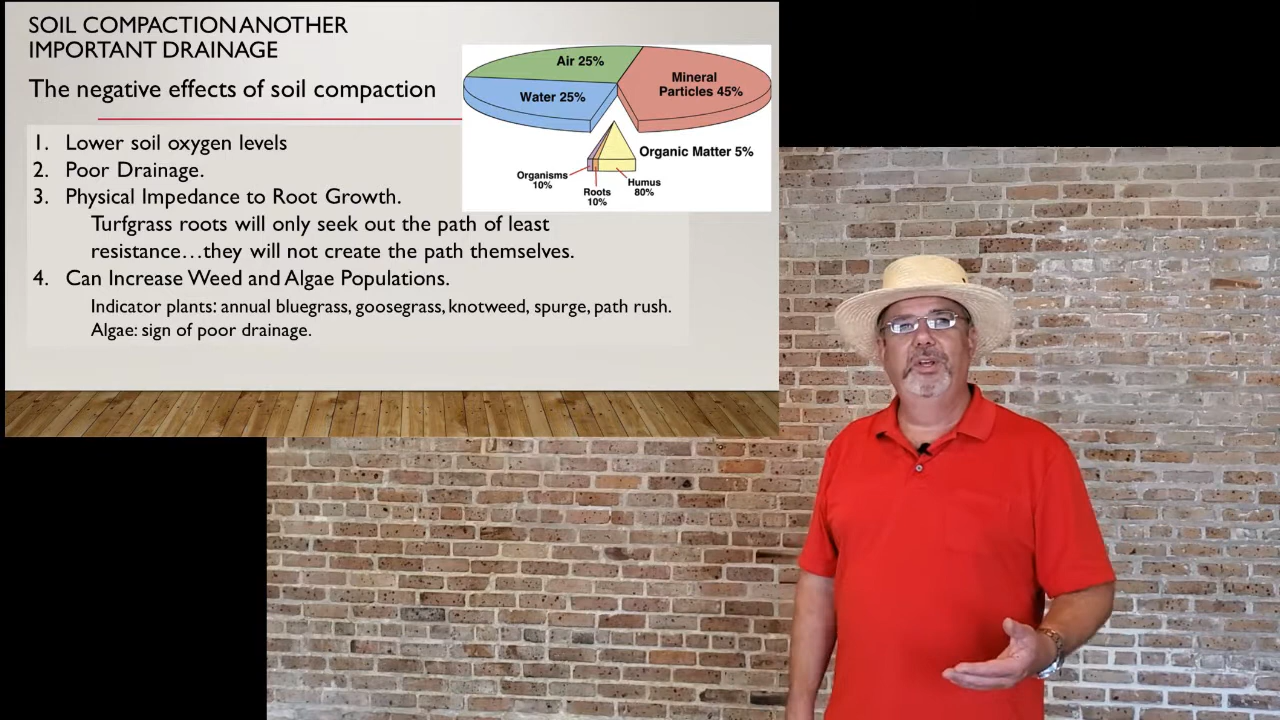 SOIL COMPACTION ANOTHER
IMPORTANT DRAINAGE
The negative effects of soil compaction
1. Lower soil oxygen levels
2. Poor Drainage.
3. Physical Impedance to Root Growth.
Turfgrass roots will only seek out the path of least
resistance…they will not create the path themselves.
4. Can Increase Weed and Algae Populations.
Indicator plants: annual bluegrass, goosegrass, knotweed, spurge, path rush.
Algae: sign of poor drainage.
Air 25%
Water 25%
Mineral
Particles 45%
Organic Matter 5%
Organisms
10%
Roots
10%
Humus
80%